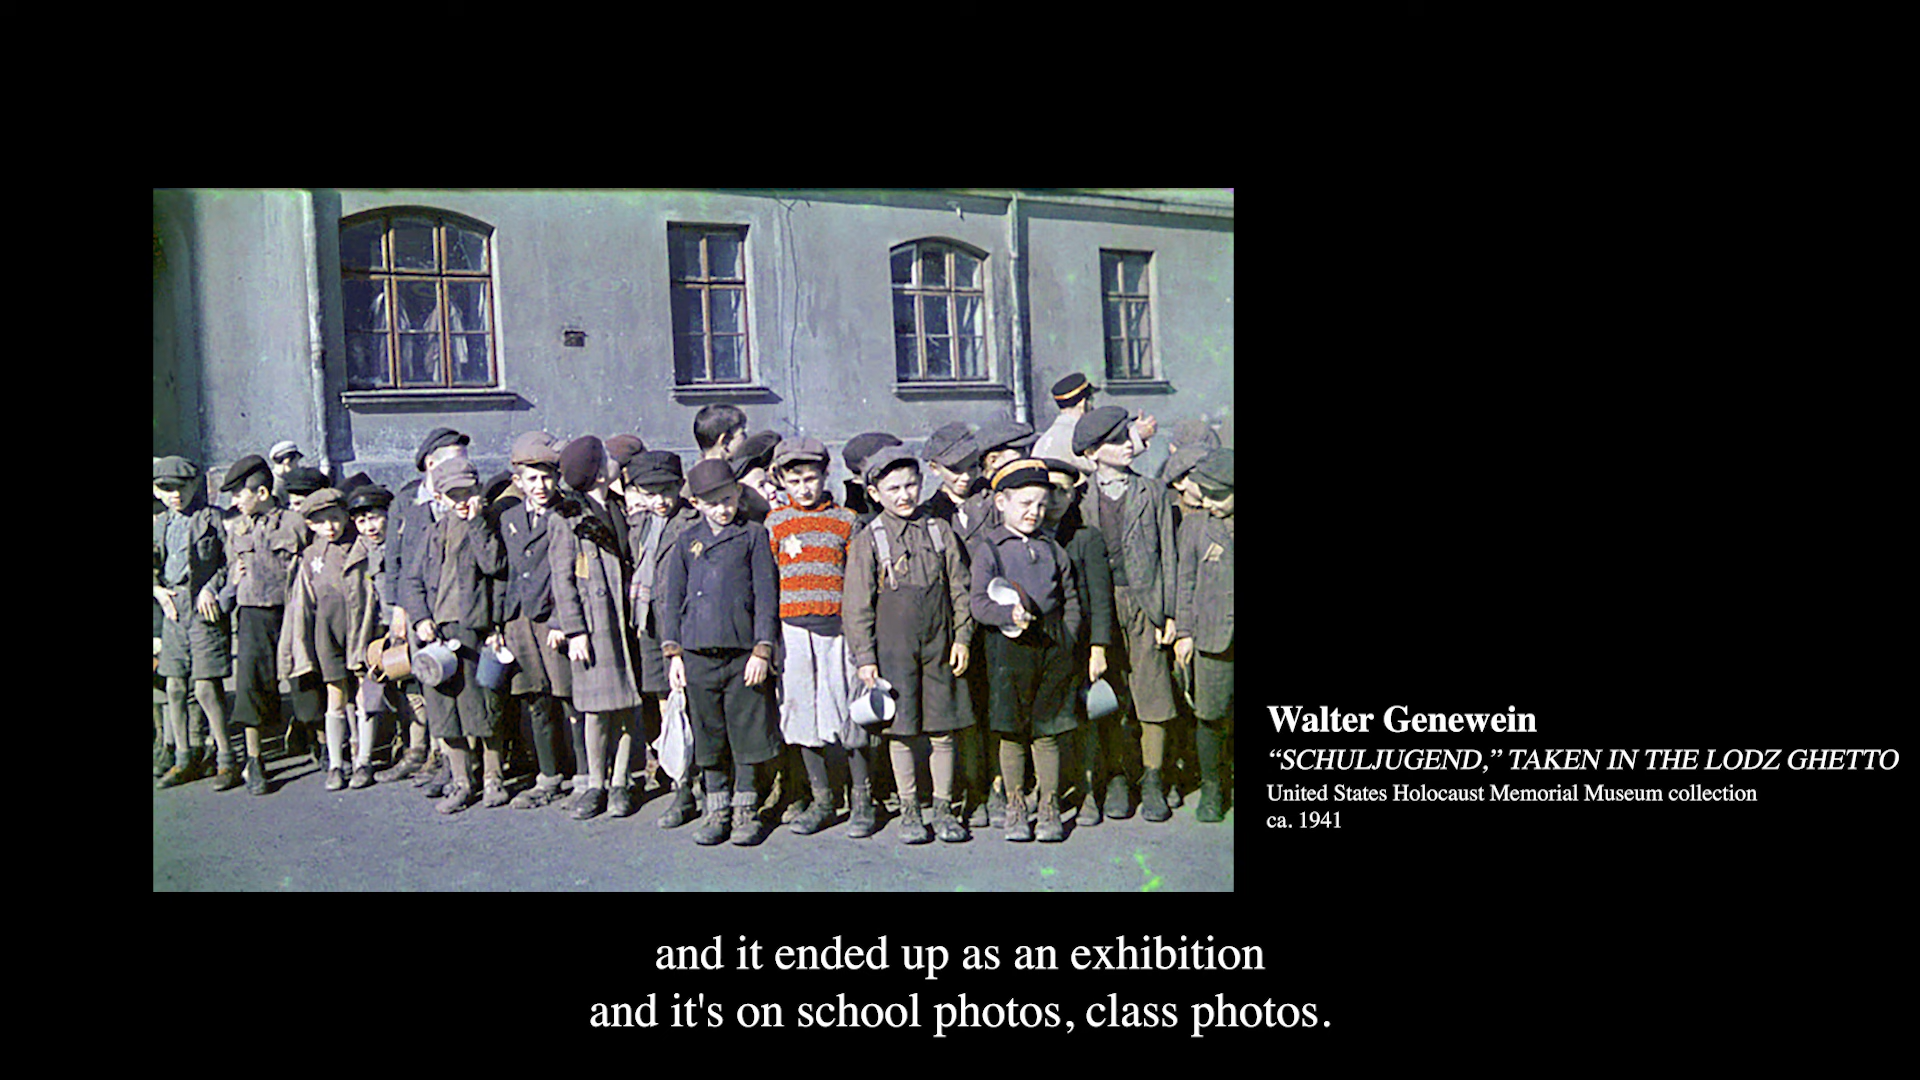 Walter Genewein
“SCHULJUGEND,” TAKEN IN THE LODZ GHETTO
United States Holocaust Memorial Museum collection
ca. 1941
and it ended up as an exhibition
and it's on school photos, class photos.